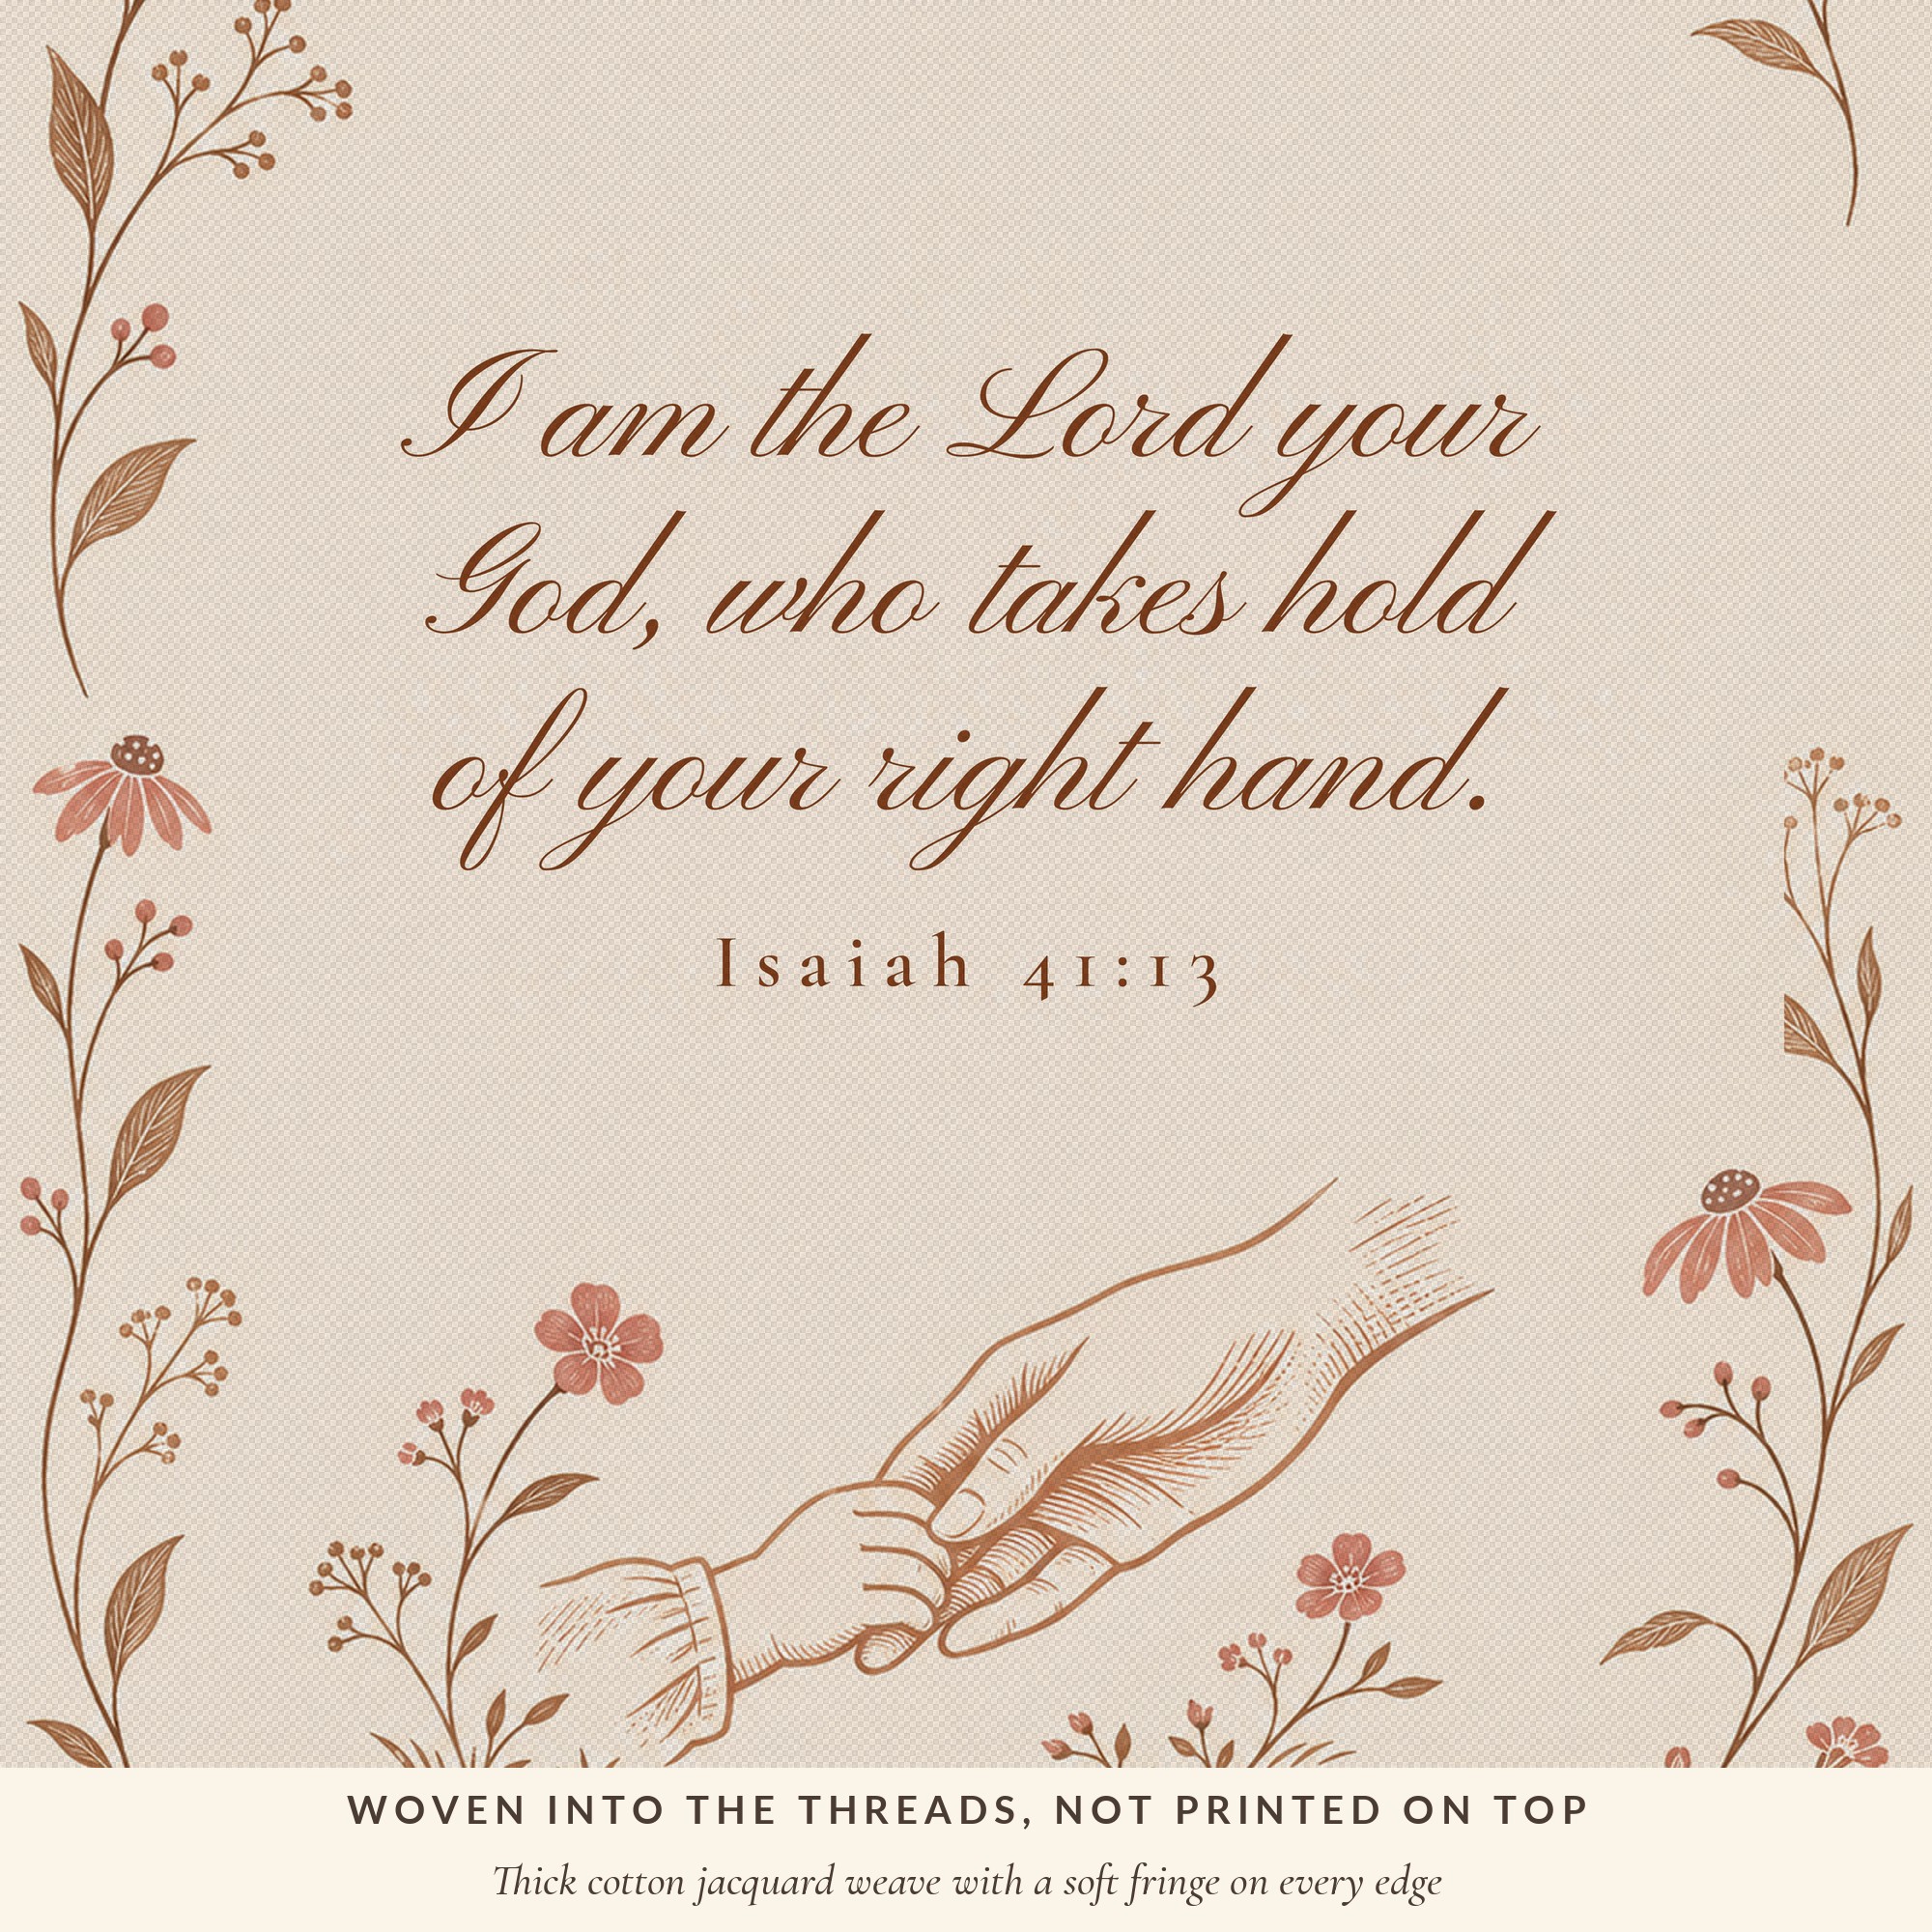 I am the Lord your
God, who takes hold
of your right hand.
Isaiah 41:13
WOVEN INTO THE THREADS, NOT PRINTED ON TOP
Thick cotton jacquard weave with a soft fringe on every edge